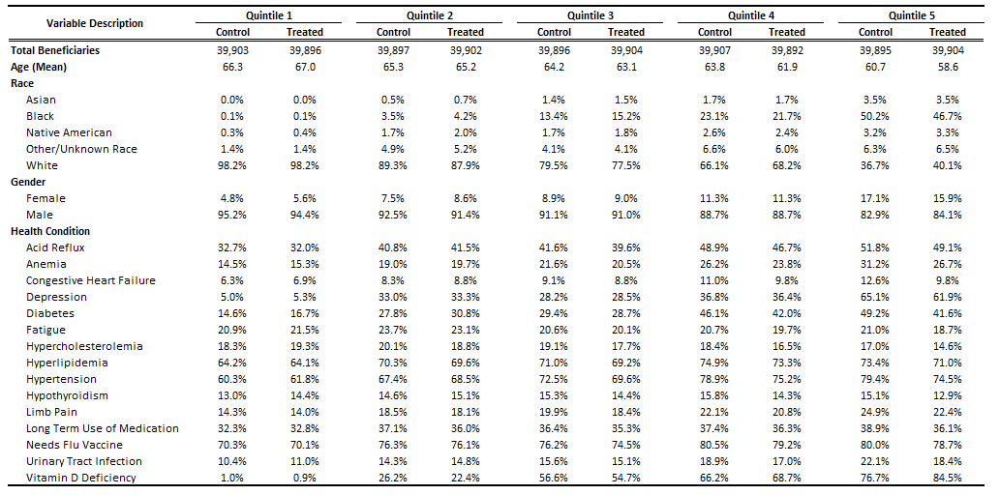 Variable Description Quintile 1 Quintile 2 Quintile 3 Quintile 4 Quintile 5
Control Treated Control Treated Control Treated Control Treated Control Treated
Total Beneficiaries 39,903 39,896 39,897 39,902 39,896 39,904 39,907 39,892 39,895 39,904
Age (Mean) 66.3 67.0 65.3 65.2 64.2 63.1 63.8 61.9 60.7 58.6
Race
Asian 0.0% 0.0% 0.5% 0.7% 1.4% 1.5% 1.7% 1.7% 3.5% 3.5%
Black 0.1% 0.1% 3.5% 4.2% 13.4% 15.2% 23.1% 21.7% 50.2% 46.7%
Native American 0.3% 0.4% 1.7% 2.0% 1.7% 1.8% 2.6% 2.4% 3.2% 3.3%
Other/Unknown Race 1.4% 1.4% 4.9% 5.2% 4.1% 4.1% 6.6% 6.0% 6.3% 6.5%
White 98.2% 98.2% 89.3% 87.9% 79.5% 77.5% 66.1% 68.2% 36.7% 40.1%
Gender
Female 4.8% 5.6% 7.5% 8.6% 8.9% 9.0% 11.3% 11.3% 17.1% 15.9%
Male 95.2% 94.4% 92.5% 91.4% 91.1% 91.0% 88.7% 88.7% 82.9% 84.1%
Health Condition
Acid Reflux 32.7% 32.0% 40.8% 41.5% 41.6% 39.6% 48.9% 46.7% 51.8% 49.1%
Anemia 14.5% 15.3% 19.0% 19.7% 21.6% 20.5% 26.2% 23.8% 31.2% 26.7%
Congestive Heart Failure 6.3% 6.9% 8.3% 8.8% 9.1% 8.8% 11.0% 9.8% 12.6% 9.8%
Depression 5.0% 5.3% 33.0% 33.3% 28.2% 28.5% 36.8% 36.4% 65.1% 61.9%
Diabetes 14.6% 16.7% 27.8% 30.8% 29.4% 28.7% 46.1% 42.0% 49.2% 41.6%
Fatigue 20.9% 21.5% 23.7% 23.1% 20.6% 20.1% 20.7% 19.7% 21.0% 18.7%
Hypercholesterolemia 18.3% 19.3% 20.1% 18.8% 19.1% 17.7% 18.4% 16.5% 17.0% 14.6%
Hyperlipidemia 64.2% 64.1% 70.3% 69.6% 71.0% 69.2% 74.9% 73.3% 73.4% 71.0%
Hypertension 60.3% 61.8% 67.4% 68.5% 72.5% 69.6% 78.9% 75.2% 79.4% 74.5%
Hypothyroidism 13.0% 14.4% 14.6% 15.1% 15.3% 14.4% 15.8% 14.3% 15.1% 12.9%
Limb Pain 14.3% 14.0% 18.5% 18.1% 19.9% 18.4% 22.1% 20.8% 24.9% 22.4%
Long Term Use of Medication 32.3% 32.8% 37.1% 36.0% 36.4% 35.3% 37.4% 36.3% 38.9% 36.1%
Needs Flu Vaccine 70.3% 70.1% 76.3% 76.1% 76.2% 74.5% 80.5% 79.2% 80.0% 78.7%
Urinary Tract Infection 10.4% 11.0% 14.3% 14.8% 15.6% 15.1% 18.9% 17.0% 22.1% 18.4%
Vitamin D Deficiency 1.0% 0.9% 26.2% 22.4% 56.6% 54.7% 66.2% 68.7% 76.7% 84.5%